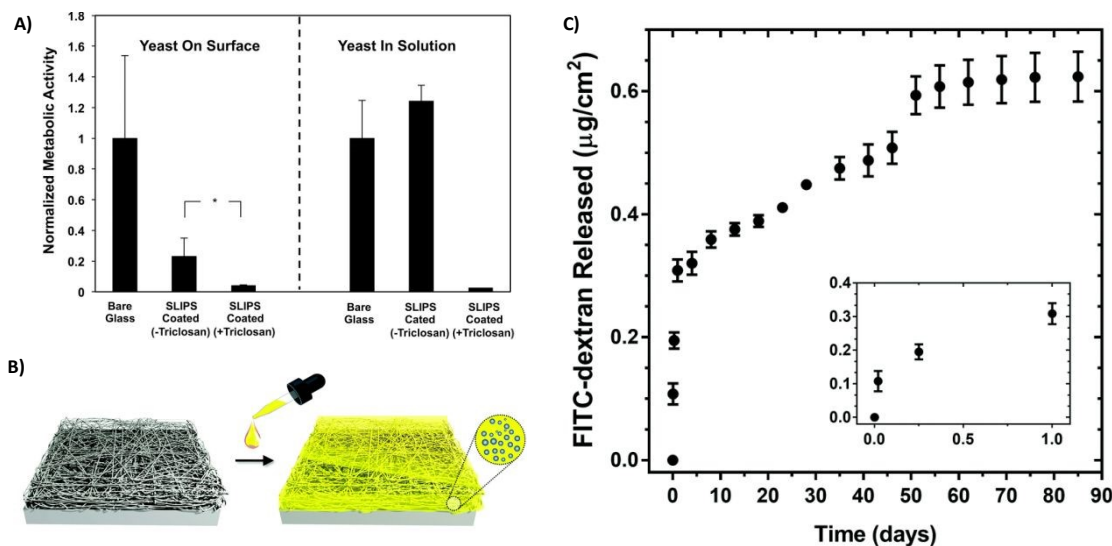 A)
Normalized Metabolic Activity
1.8
1.6
1.4
1.2
1
0.8
0.6
0.4
0.2
0
Yeast On Surface
Yeast In Solution
*
Bare
Glass
SLIPS
Coated
(-Triclosan)
SLIPS
Coated
(+Triclosan)
Bare
Glass
SLIPS
Cated
(-Triclosan)
SLIPS
Coated
(+Triclosan)
B)
C)
FITC-dextran Released (μg/cm²)
0.6
0.4
0.2
0.0
0.4
0.3
0.2
0.1
0.0
0.0
0.5
1.0
0 10 20 30 40 50 60 70 80 90
Time (days)